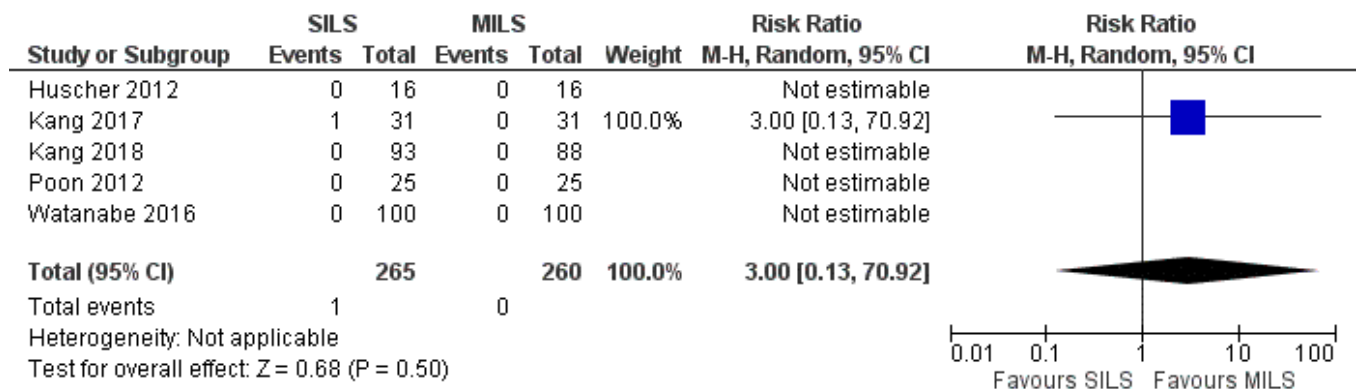 SILS MILS Risk Ratio Risk Ratio
Study or Subgroup Events Total Events Total Weight M-H, Random, 95% CI M-H, Random, 95% CI
Huscher 2012 0 16 0 16 Not estimable
Kang 2017 1 31 0 31 100.0% 3.00 [0.13, 70.92]
Kang 2018 0 93 0 88 Not estimable
Poon 2012 0 25 0 25 Not estimable
Watanabe 2016 0 100 0 100 Not estimable
Total (95% CI) 265 260 100.0% 3.00 [0.13, 70.92]
Total events 1 0
Heterogeneity: Not applicable
Test for overall effect: Z = 0.68 (P = 0.50)
0.01 0.1 1 10 100
Favours SILS Favours MILS